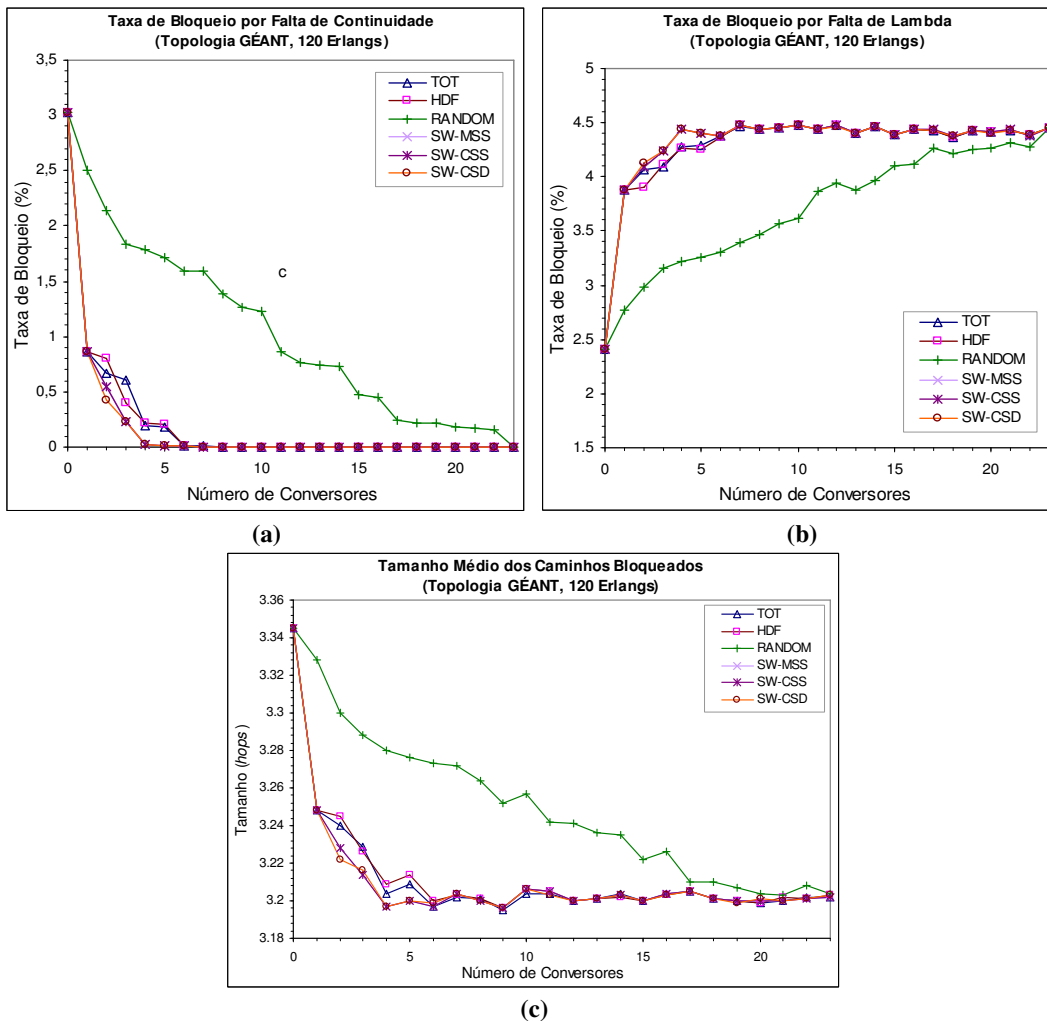 Taxa de Bloqueio por Falta de Continuidade
(Topologia GÉANT, 120 Erlangs)
Taxa de Bloqueio (%)
3,5
3
2,5
2
1,5
1
0,5
0
TOT
HDF
RANDOM
SW-MSS
SW-CSS
SW-CSD
C
0 5 10 15 20
Número de Conversores
(a)
Taxa de Bloqueio por Falta de Lambda
(Topologia GÉANT, 120 Erlangs)
Taxa de Bloqueio (%)
5
4.5
4
3.5
3
2.5
2
1.5
TOT
HDF
RANDOM
SW-MSS
SW-CSS
SW-CSD
0 5 10 15 20
Número de Conversores
(b)
Tamanho Médio dos Caminhos Bloqueados
(Topologia GÉANT, 120 Erlangs)
Tamanho (hops)
3.36
3.34
3.32
3.3
3.28
3.26
3.24
3.22
3.2
3.18
TOT
HDF
RANDOM
SW-MSS
SW-CSS
SW-CSD
0 5 10 15 20
Número de Conversores
(c)